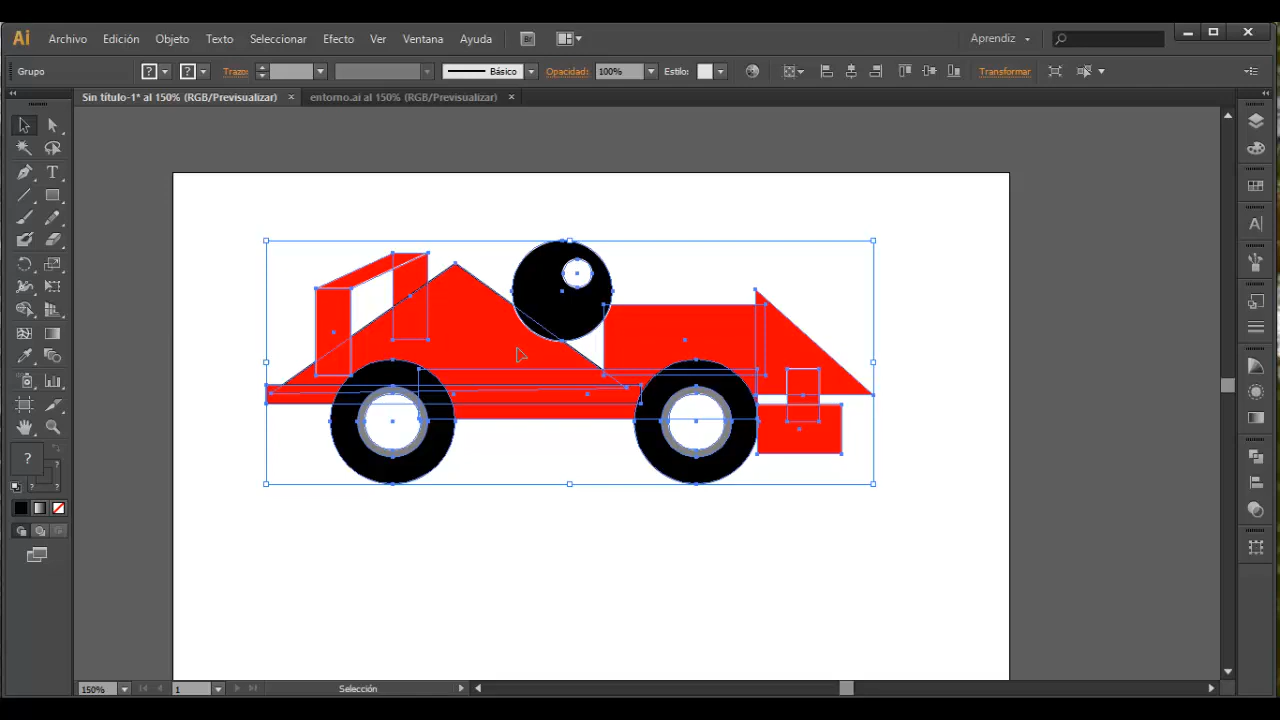 Ai Archivo Edición Objeto Texto Seleccionar Efecto Ver Ventana Ayuda Br Aprendiz
Grupo ? ? Trazo: Básico Opacidad: 100% Estilo: Transformar
Sin título-1* al 150% (RGB/Previsualizar) × entorno.ai al 150% (RGB/Previsualizar) ×
T
A
?
?
? ?
150% 1 Selección